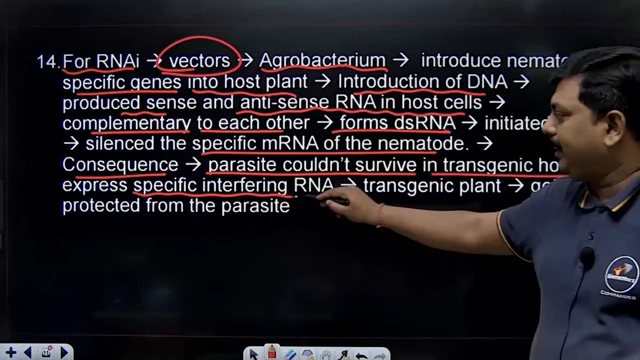 14.For RNAi → vectors → Agrobacterium → introduce
specific genes into host plant → Introduction of DNA →
produced sense and anti-sense RNA in host cells →
complementary to each other → forms dsRNA → initiated
→ silenced the specific mRNA of the nematode. →
Consequence → parasite couldn't survive in transgenic
express specific interfering RNA → transgenic plant →
protected from the parasite